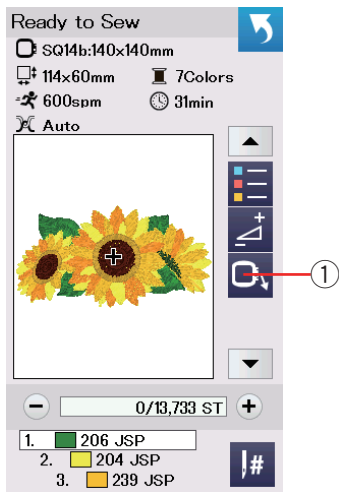 Ready to Sew
SQ14b:140x140mm
114x60mm 7Colors
600spm 31min
Auto
①
0/13,733 ST
1. 206 JSP
2. 204 JSP
3. 239 JSP
#